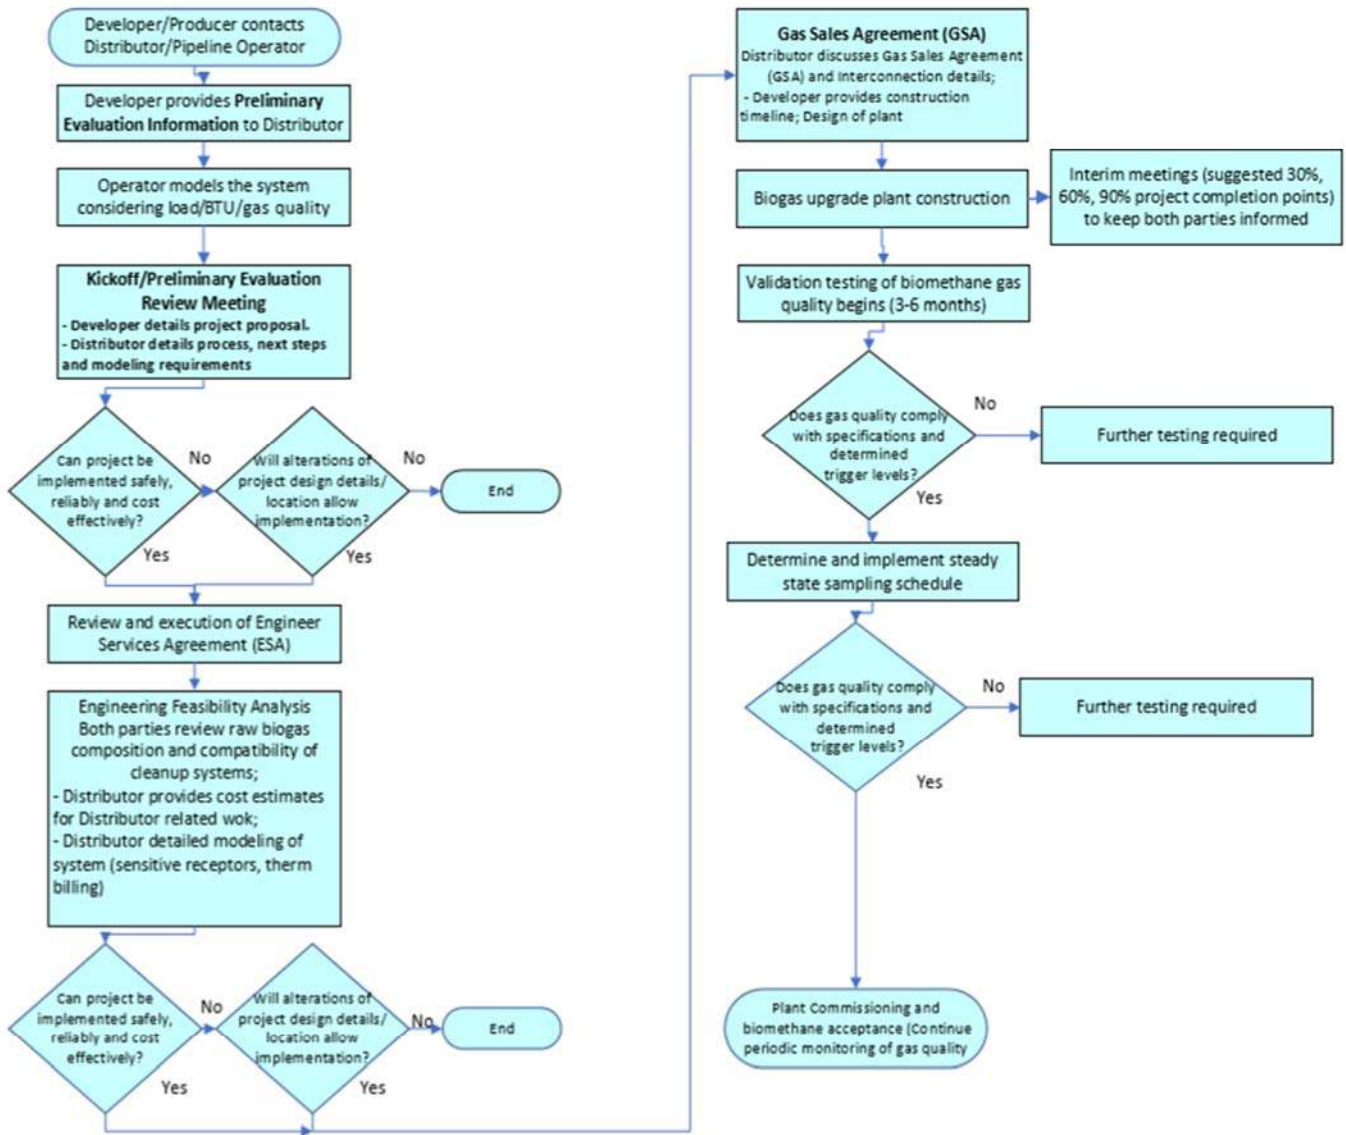 Developer/Producer contacts
Distributor/Pipeline Operator
Developer provides Preliminary
Evaluation Information to Distributor
Operator models the system
considering load/BTU/gas quality
Kickoff/Preliminary Evaluation
Review Meeting
- Developer details project proposal.
- Distributor details process, next steps
and modeling requirements
Can project be
implemented safely,
reliably and cost
effectively?
No
Yes
Will alterations of
project design details/
location allow
implementation?
No
Yes
End
Review and execution of Engineer
Services Agreement (ESA)
Engineering Feasibility Analysis
Both parties review raw biogas
composition and compatibility of
cleanup systems;
- Distributor provides cost estimates
for Distributor related wok;
- Distributor detailed modeling of
system (sensitive receptors, therm
billing)
Can project be
implemented safely,
reliably and cost
effectively?
No
Yes
Will alterations of
project design details/
location allow
implementation?
No
Yes
End
Gas Sales Agreement (GSA)
Distributor discusses Gas Sales Agreement
(GSA) and Interconnection details;
- Developer provides construction
timeline; Design of plant
Biogas upgrade plant construction
Interim meetings (suggested 30%,
60%, 90% project completion points)
to keep both parties informed
Validation testing of biomethane gas
quality begins (3-6 months)
Does gas quality comply
with specifications and
determined
trigger levels?
No
Yes
Further testing required
Determine and implement steady
state sampling schedule
Does gas quality comply
with specifications and
determined
trigger levels?
No
Yes
Further testing required
Plant Commissioning and
biomethane acceptance (Continue
periodic monitoring of gas quality